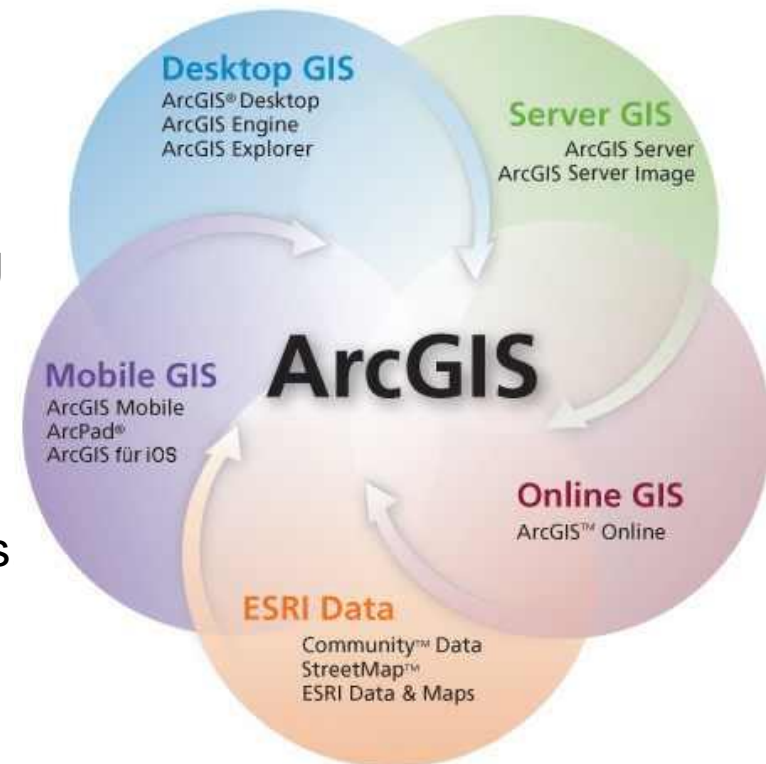 Desktop GIS
ArcGIS® Desktop
ArcGIS Engine
ArcGIS Explorer
Server GIS
ArcGIS Server
ArcGIS Server Image
ArcGIS
Mobile GIS
ArcGIS Mobile
ArcPad®
ArcGIS für iOS
Online GIS
ArcGIS™ Online
ESRI Data
Community™ Data
StreetMap™
ESRI Data & Maps